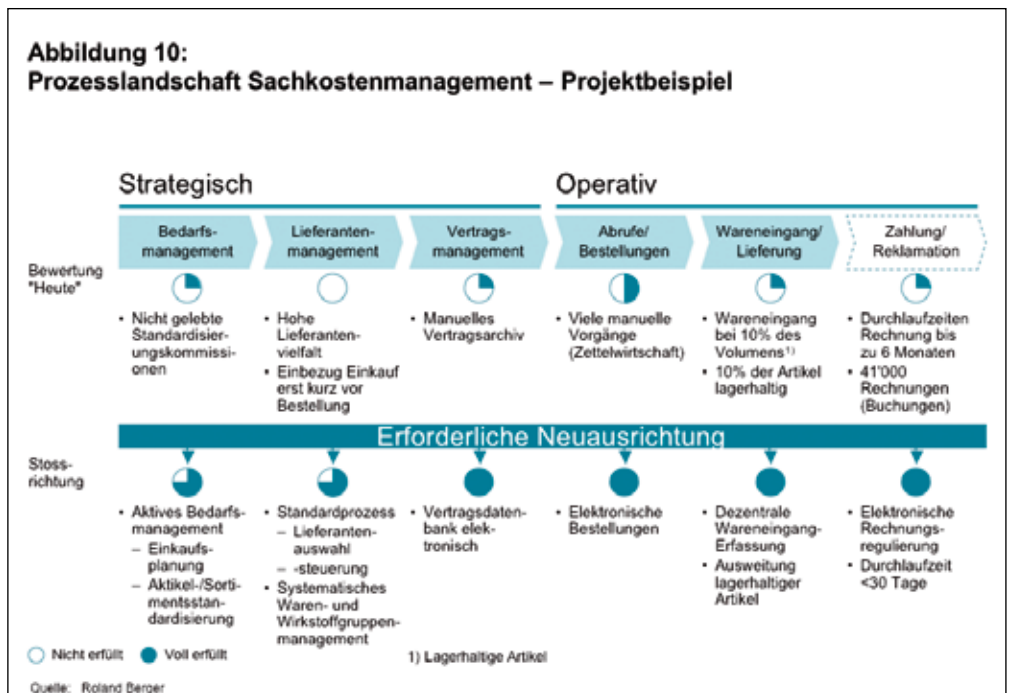 Abbildung 10:
Prozesslandschaft Sachkostenmanagement – Projektbeispiel
Strategisch
Operativ
Bedarfs-
management
Lieferanten-
management
Vertrags-
management
Abrufe/
Bestellungen
Wareneingang/
Lieferung
Zahlung/
Reklamation
Bewertung
"Heute"
• Nicht gelebte
Standardisier-
ungskommissi-
onen
• Hohe
Lieferanten-
vielfalt
• Einbezug Einkauf
erst kurz vor
Bestellung
• Manuelles
Vertragsarchiv
• Viele manuelle
Vorgänge
(Zettelwirtschaft)
• Wareneingang
bei 10% des
Volumens¹⁾
• 10% der Artikel
lagerhaltig
• Durchlaufzeiten
Rechnung bis
zu 6 Monaten
• 41'000
Rechnungen
(Buchungen)
Erforderliche Neuausrichtung
Stoss-
richtung
• Aktives Bedarfs-
management
– Einkaufs-
planung
– Aktikel-/Sorti-
mentsstan-
dardisierung
• Standardprozess
– Lieferanten-
auswahl
– -steuerung
• Systematisches
Waren- und
Wirkstoffgruppen-
management
• Vertragsdaten-
bank elek-
tronisch
• Elektronische
Bestellungen
• Dezentrale
Wareneingang-
Erfassung
• Ausweitung
lagerhaltiger
Artikel
• Elektronische
Rechnungs-
regulierung
• Durchlaufzeit
<30 Tage
Nicht erfüllt
Voll erfüllt
1) Lagerhaltige Artikel
Quelle: Roland Berger